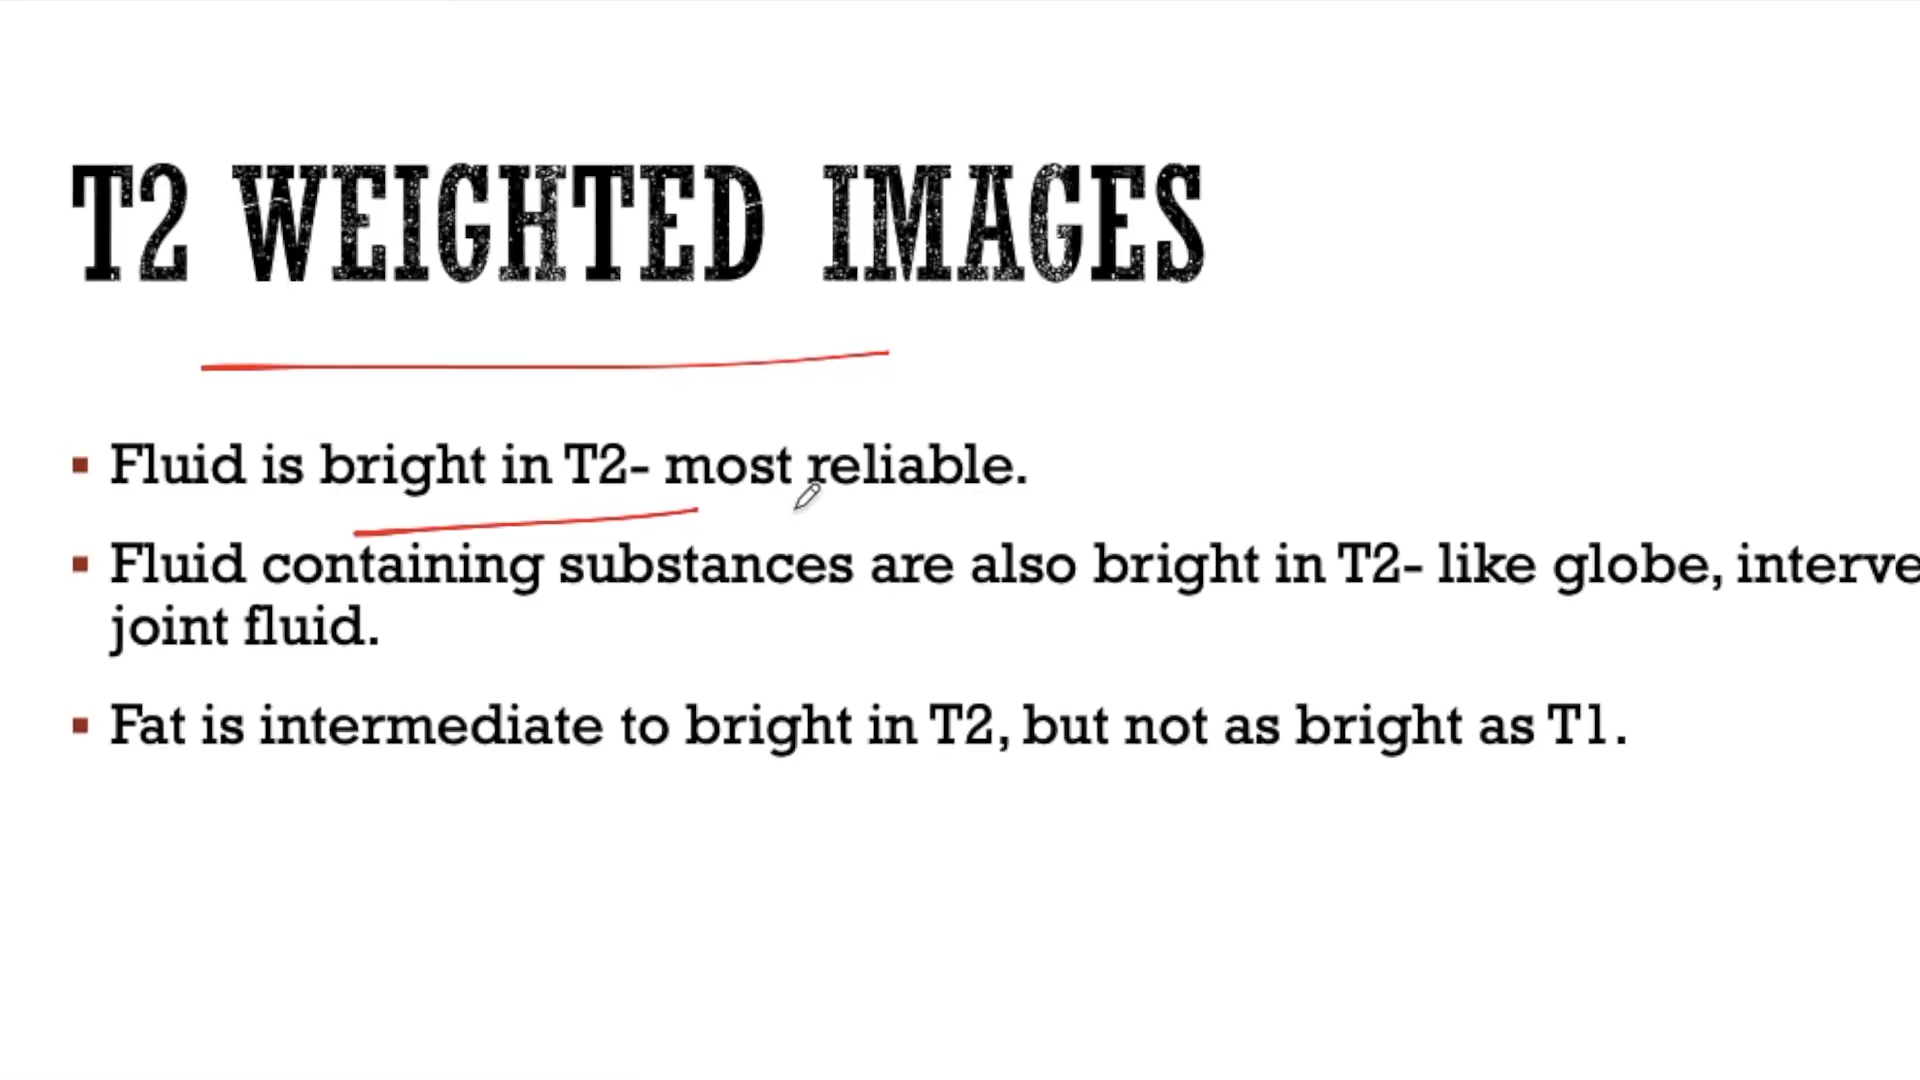 T2 WEIGHTED IMAGES
Fluid is bright in T2- most reliable.
Fluid containing substances are also bright in T2- like globe,
joint fluid.
Fat is intermediate to bright in T2, but not as bright as T1.